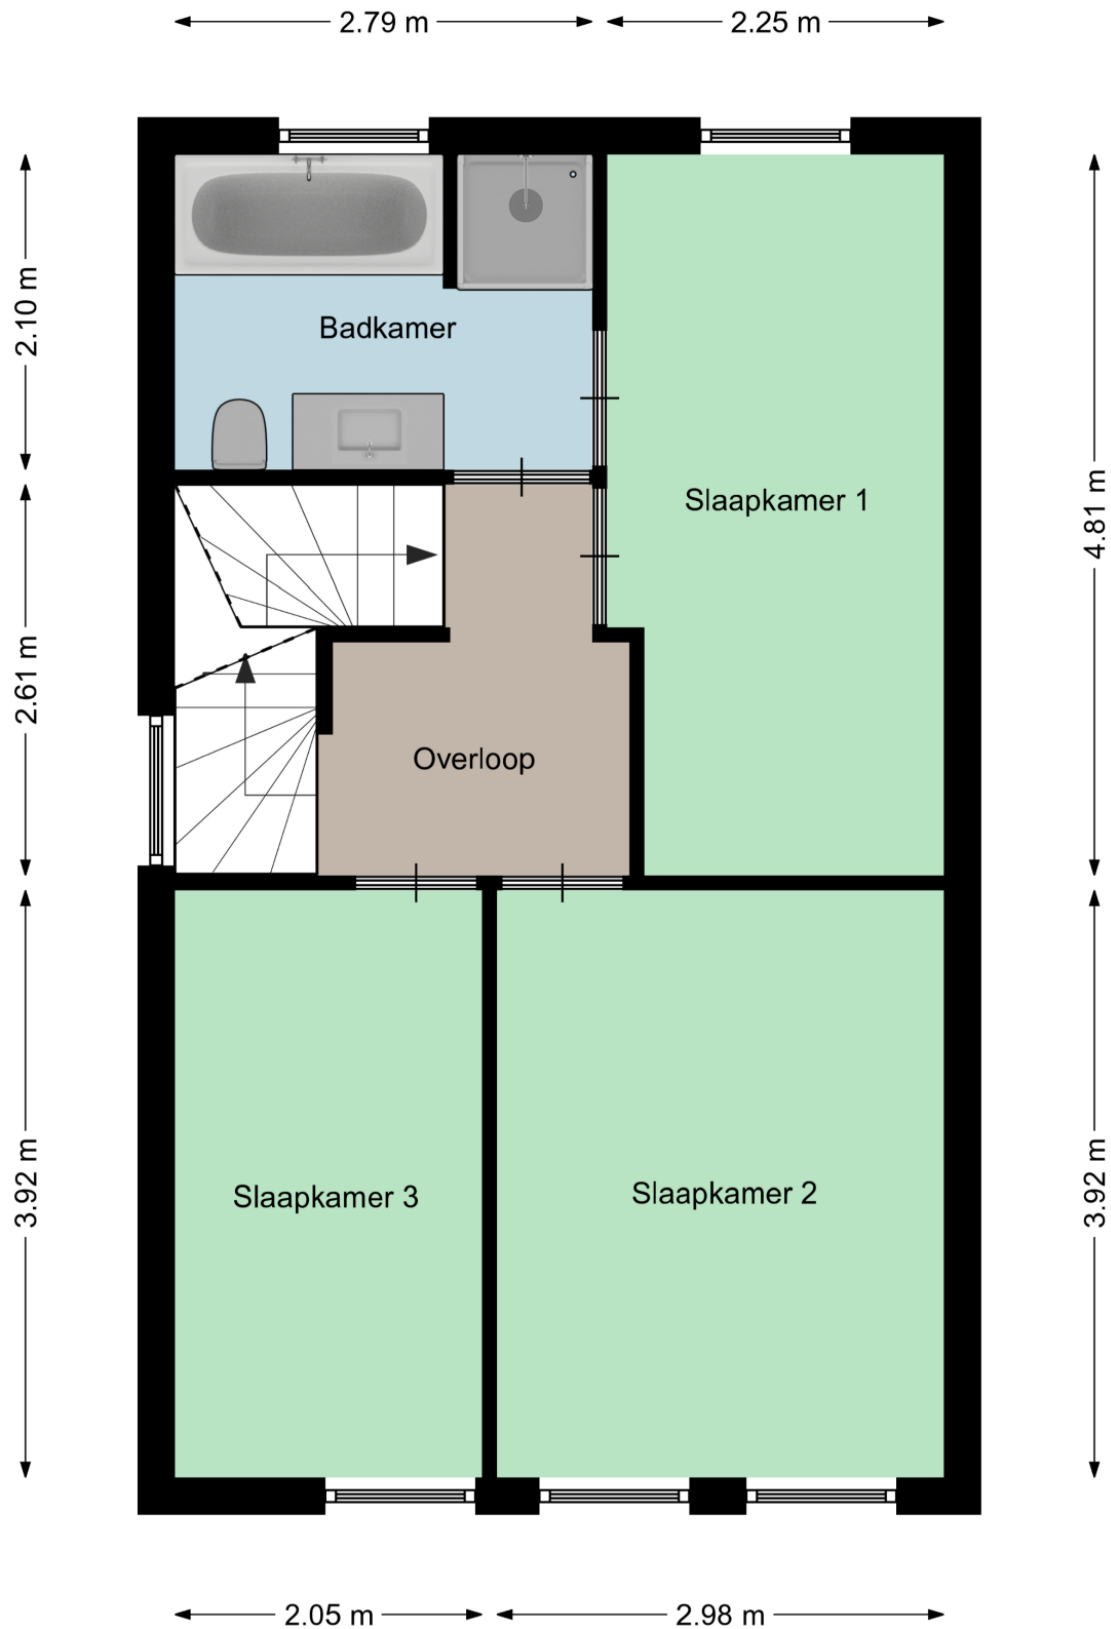 2.79 m
2.25 m
2.10 m
Badkamer
Slaapkamer 1
4.81 m
2.61 m
Overloop
3.92 m
Slaapkamer 3
Slaapkamer 2
3.92 m
2.05 m
2.98 m